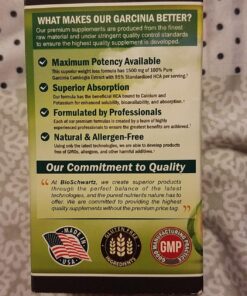 WHAT MAKES OUR GARCINIA BETTER?
Our premium supplements are produced from the finest
raw material and under stringent quality control standards
to ensure the highest quality supplement is developed.
Maximum Potency Available
This superior weight loss formula has 1500 mg of 100% Pure
Garcinia Cambogia Extract with 95% Standardized HCA per serving.
Superior Absorption
Our formula has the beneficial HCA bound to Calcium and
Potassium for enhanced solubility, bioavailability, and absorption.
Formulated by Professionals
Each of our premium formulas is created by a team of highly
experienced professionals to ensure the greatest benefits are achieved.
Natural & Allergen-Free
Using only the latest technologies, we are able to develop products
free of GMOs, allergens, and other harmful additives.
Our Commitment to Quality
At BioSchwartz, we create superior products
through the perfect balance of the latest
technologies, and the purest nutrients nature has to
offer. We are committed to providing the highest
quality supplements without the premium price tag.
MADE IN
U.S.A.
GLUTEN FREE
INGREDIENTS
GOOD MANUFACTURING PRACTICE
GMP